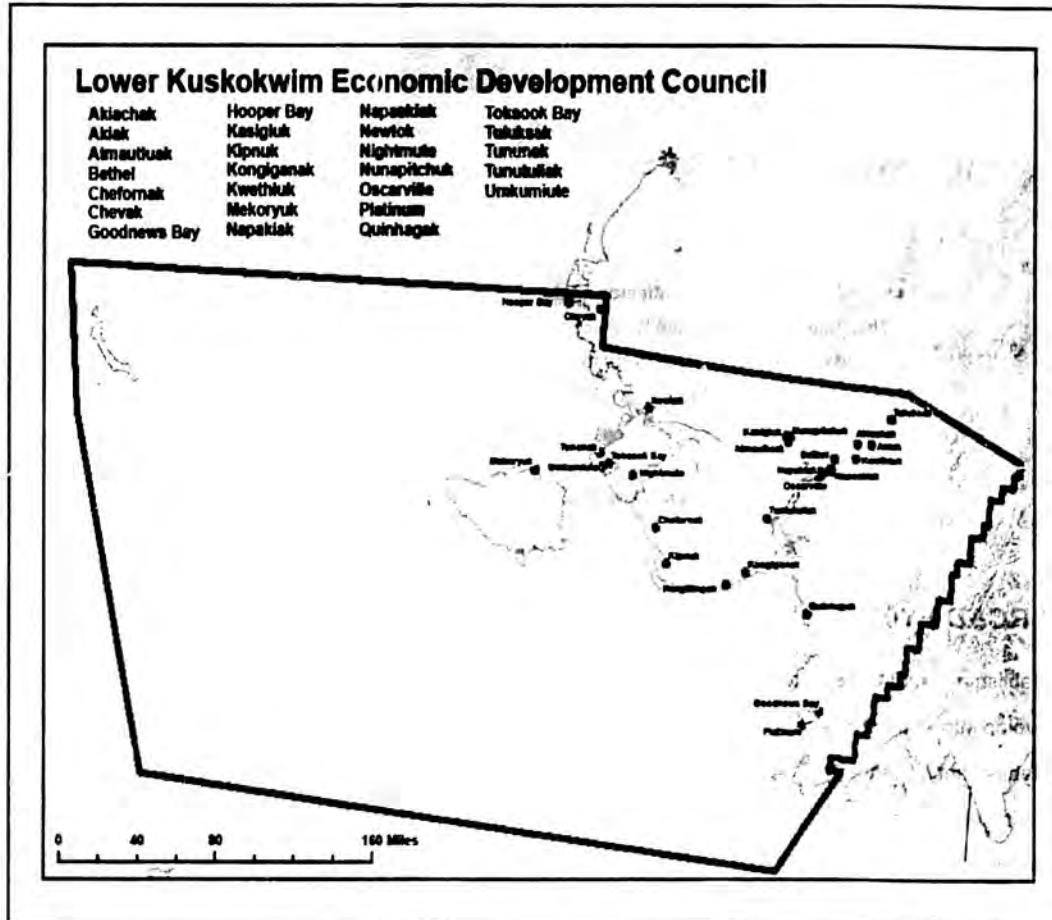 Lower Kuskokwim Economic Development Council
Akiachak
Akiak
Atmautluak
Bethel
Chefornak
Chevak
Goodnews Bay
Hooper Bay
Kasigluk
Kipnuk
Kongiganak
Kwethluk
Mekoryuk
Napakiak
Napaskiak
Newtok
Nightmute
Nunapitchuk
Oscarville
Platinum
Quinhagak
Toksook Bay
Tuluksak
Tununak
Tuntutuliak
Umkumiute
Hooper Bay
Chevak
Newtok
Tuluksak
Kasigluk
Nunapitchuk
Akiachak
Akiak
Atmautluak
Tununak
Toksook Bay
Bethel
Kwethluk
Mekoryuk
Umkumiute
Nightmute
Oscarville
Chefornak
Kipnuk
Kongiganak
Quinhagak
Goodnews Bay
Platinum
0 40 80 160 Miles